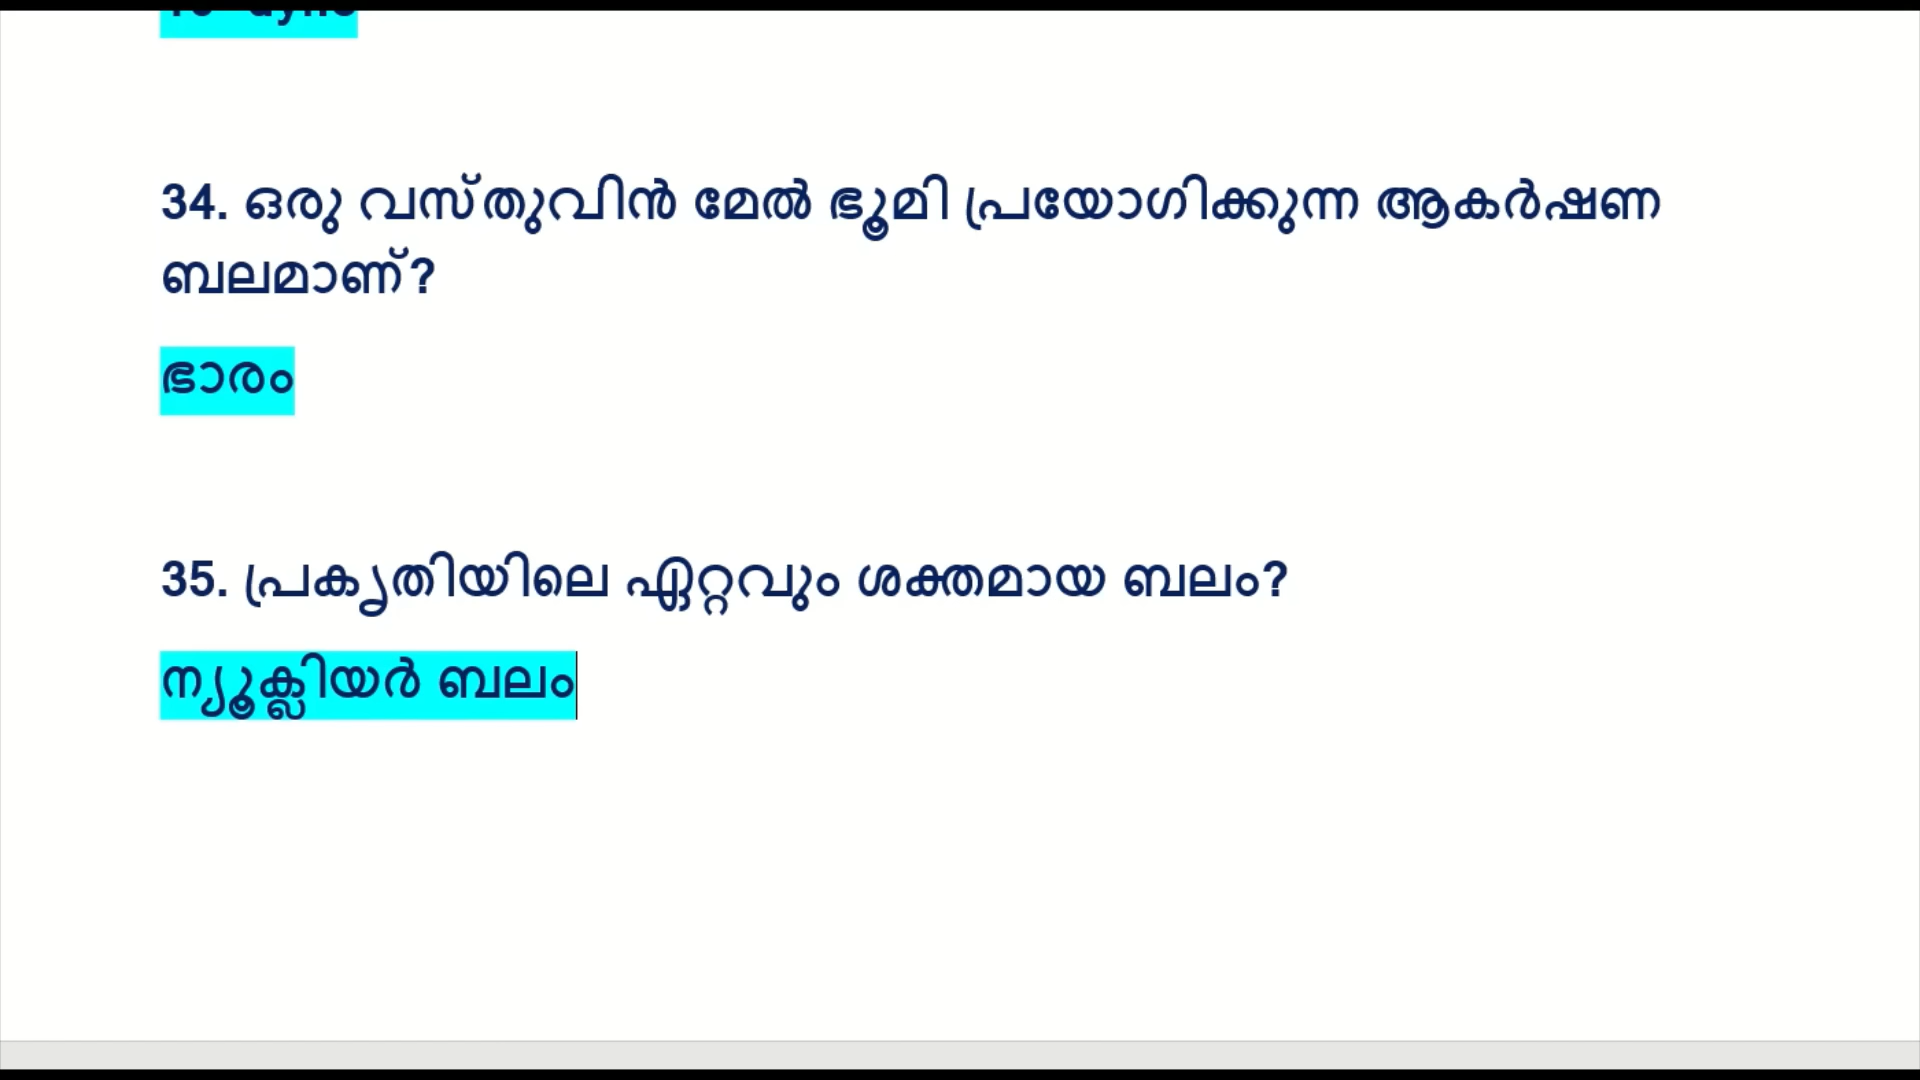 34. ഒരു വസ്തുവിൻ മേൽ ഭൂമി പ്രയോഗിക്കുന്ന ആകർഷണ
ബലമാണ്?
ഭാരം
35. പ്രകൃതിയിലെ ഏറ്റവും ശക്തമായ ബലം?
ന്യൂക്ലിയർ ബലം